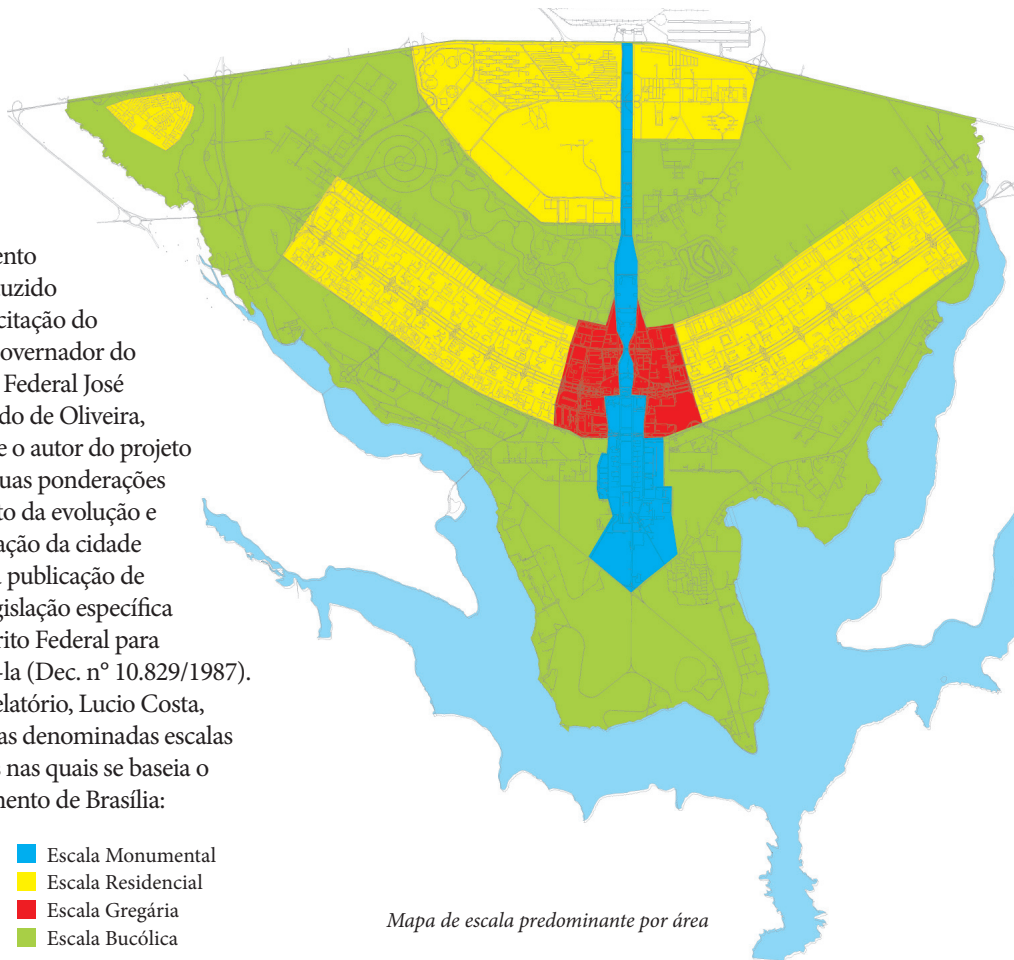 ento
uzido
citação do
overnador do
Federal José
do de Oliveira,
e o autor do projeto
uas ponderações
to da evolução e
ação da cidade
a publicação de
gislação específica
rito Federal para
-la (Dec. n° 10.829/1987).
elatório, Lucio Costa,
as denominadas escalas
s nas quais se baseia o
mento de Brasília:
Escala Monumental
Escala Residencial
Escala Gregária
Escala Bucólica
Mapa de escala predominante por área